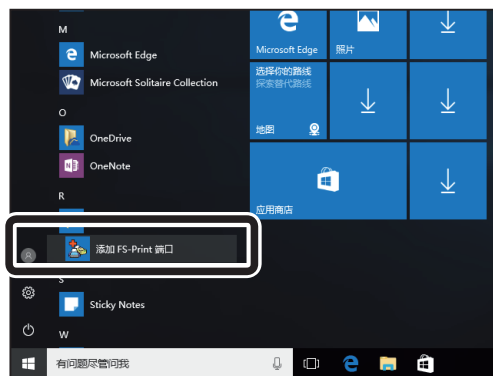 M
Microsoft Edge
Microsoft Solitaire Collection
O
OneDrive
OneNote
R
添加 FS-Print 端口
S
Sticky Notes
W
有问题尽管问我
Microsoft Edge
照片
选择你的路线
探索替代路线
地图
应用商店